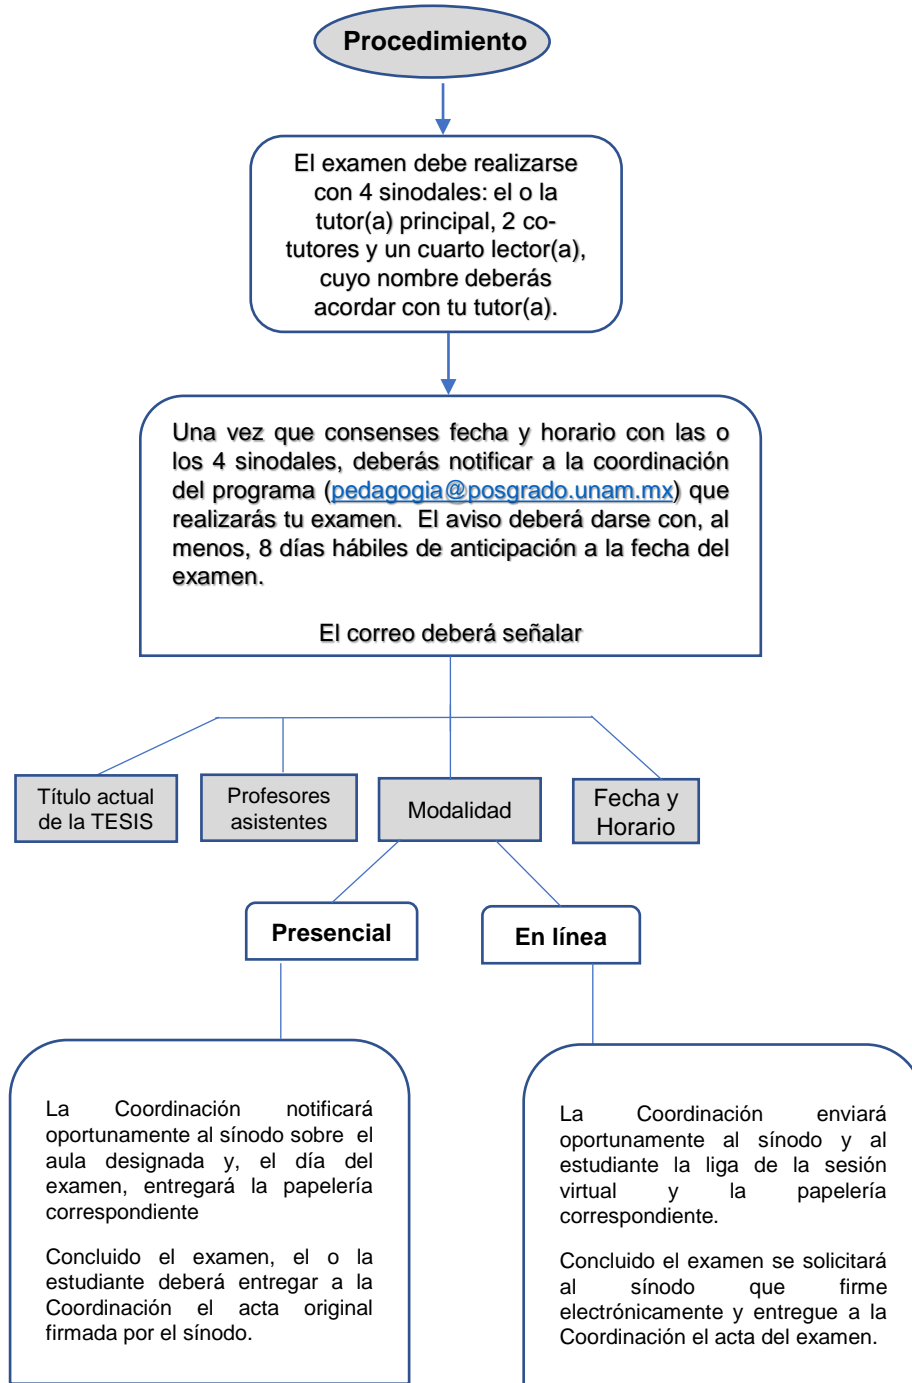 Procedimiento
El examen debe realizarse
con 4 sinodales: el o la
tutor(a) principal, 2 co-
tutores y un cuarto lector(a),
cuyo nombre deberás
acordar con tu tutor(a).
Una vez que consenses fecha y horario con las o
los 4 sinodales, deberás notificar a la coordinación
del programa (pedagogia@posgrado.unam.mx) que
realizarás tu examen. El aviso deberá darse con, al
menos, 8 días hábiles de anticipación a la fecha del
examen.
El correo deberá señalar
Título actual
de la TESIS
Profesores
asistentes
Modalidad
Fecha y
Horario
Presencial
En línea
La Coordinación notificará
oportunamente al sínodo sobre el
aula designada y, el día del
examen, entregará la papelería
correspondiente
Concluido el examen, el o la
estudiante deberá entregar a la
Coordinación el acta original
firmada por el sínodo.
La Coordinación enviará
oportunamente al sínodo y al
estudiante la liga de la sesión
virtual y la papelería
correspondiente.
Concluido el examen se solicitará
al sínodo que firme
electrónicamente y entregue a la
Coordinación el acta del examen.